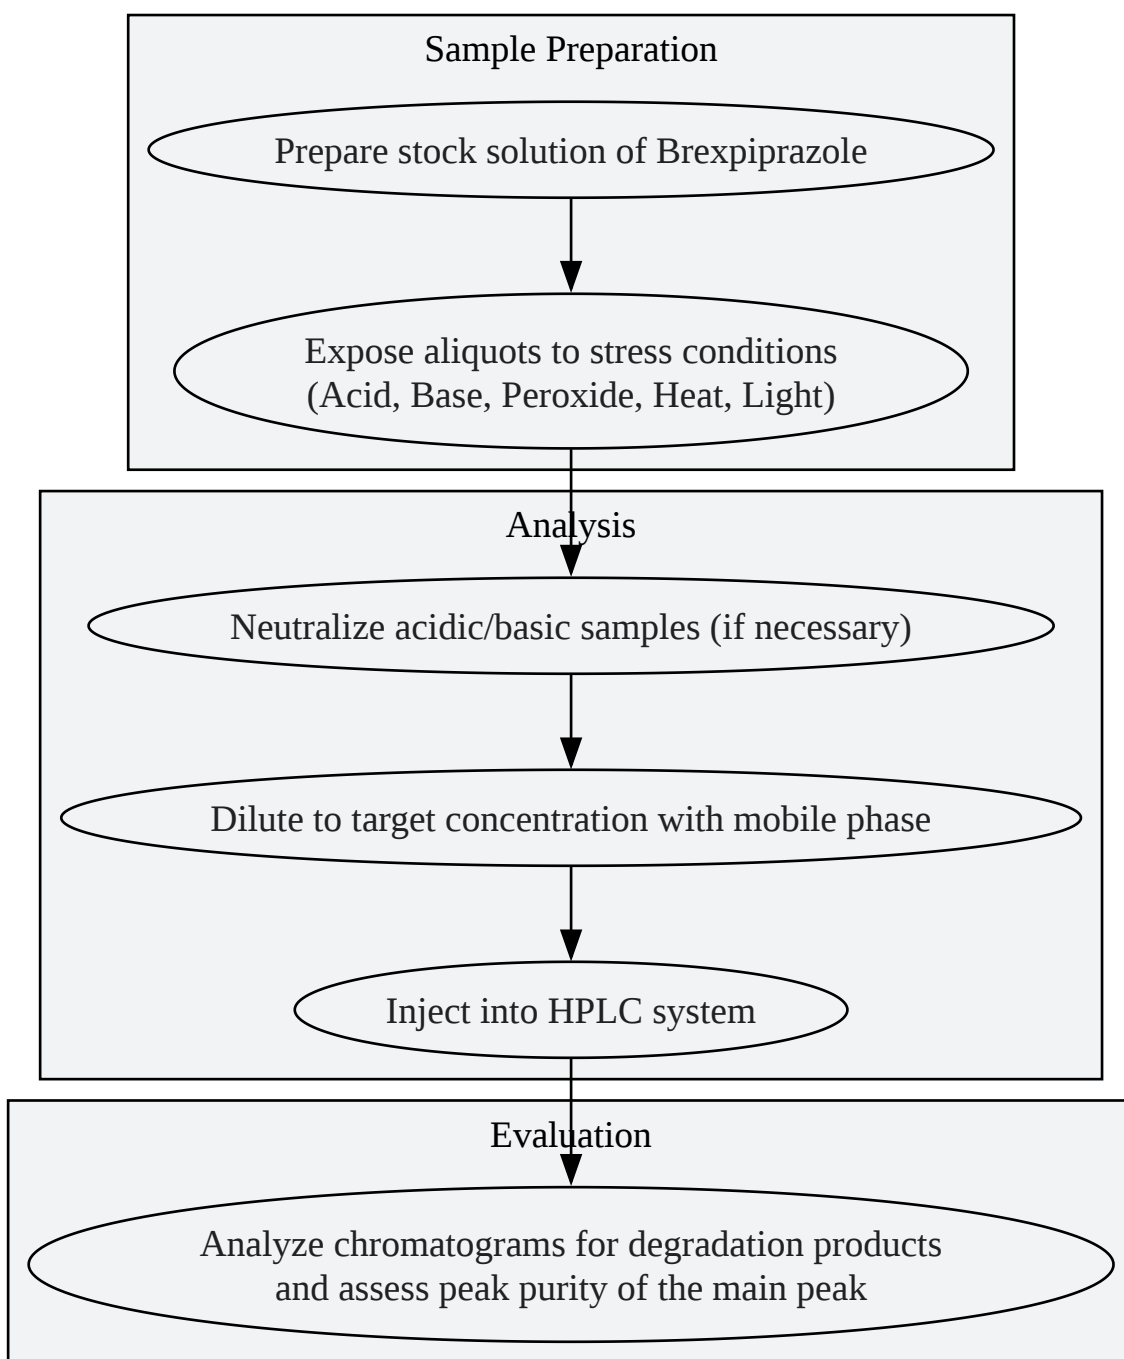 Sample Preparation
Prepare stock solution of Brexpiprazole
Expose aliquots to stress conditions
(Acid, Base, Peroxide, Heat, Light)
Analysis
Neutralize acidic/basic samples (if necessary)
Dilute to target concentration with mobile phase
Inject into HPLC system
Evaluation
Analyze chromatograms for degradation products
and assess peak purity of the main peak